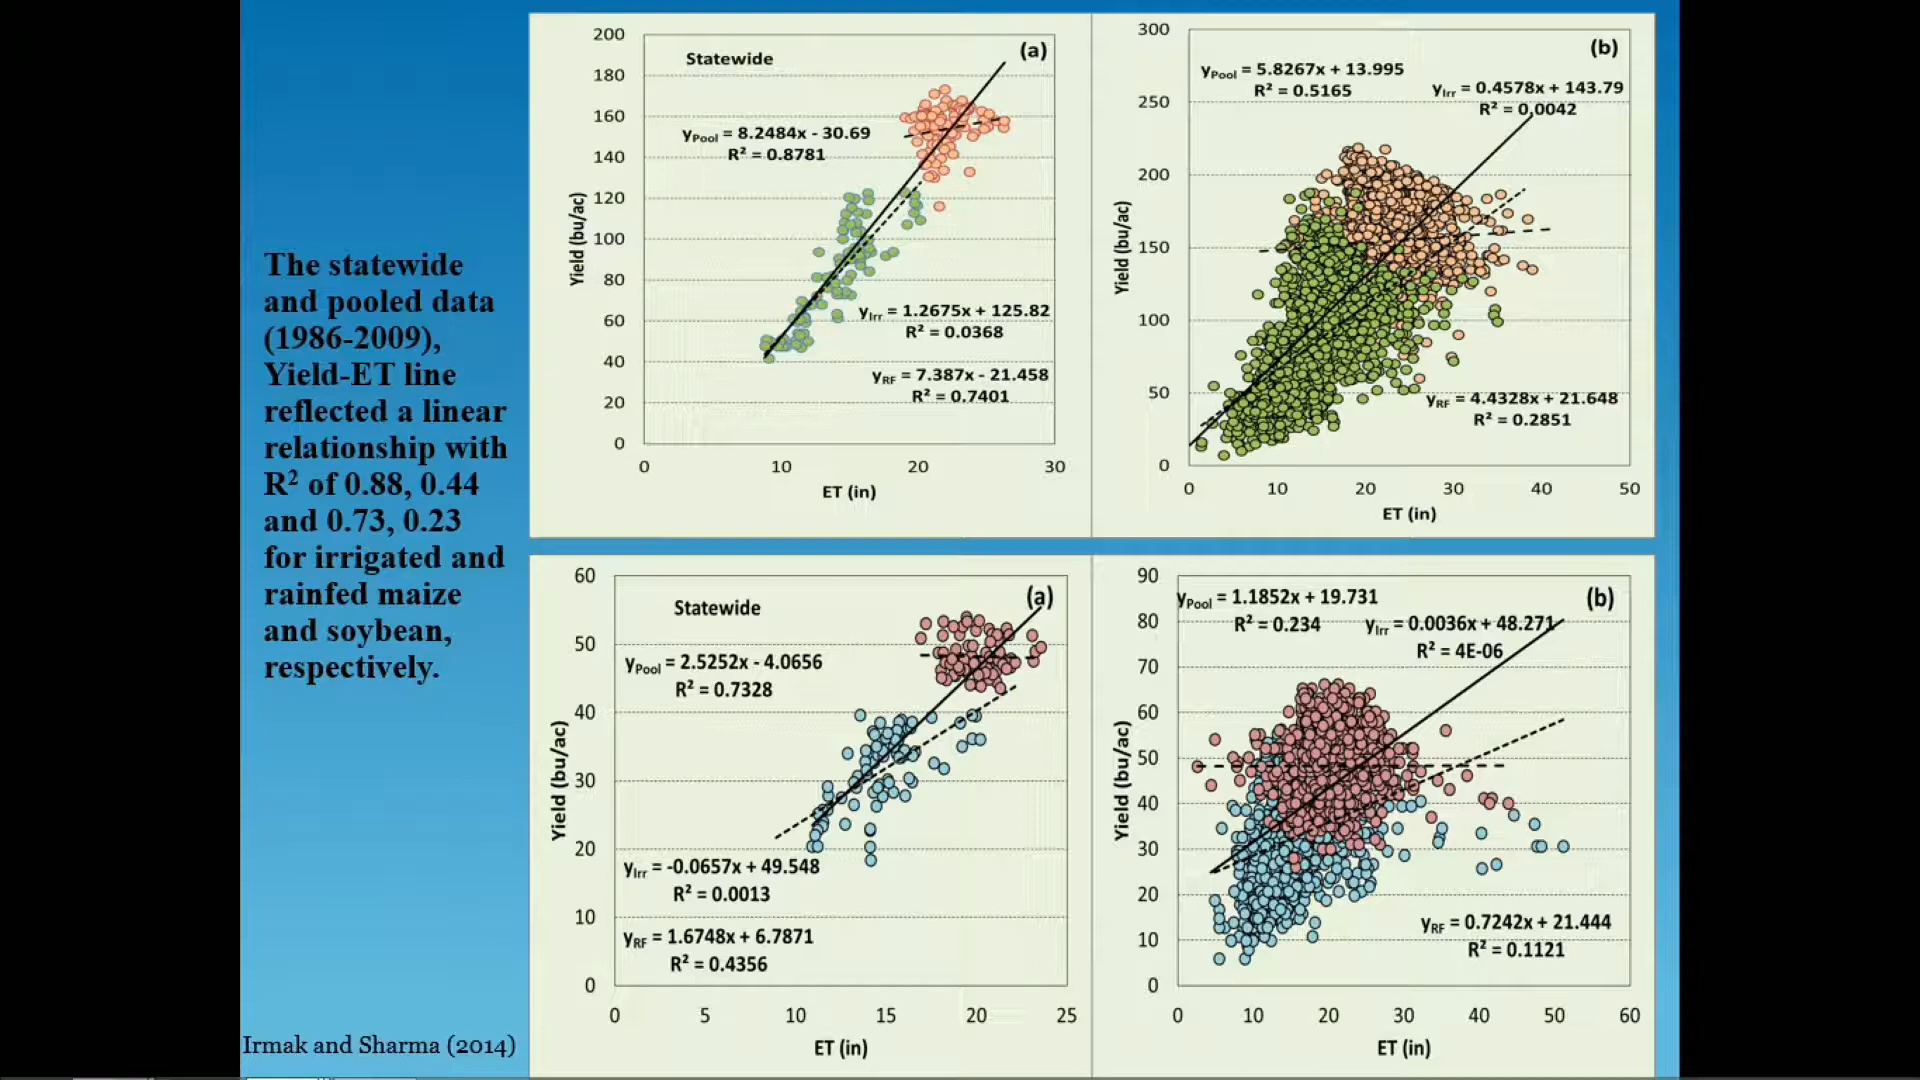 The statewide
and pooled data
(1986-2009),
Yield-ET line
reflected a linear
relationship with
R² of 0.88, 0.44
and 0.73, 0.23
for irrigated and
rainfed maize
and soybean,
respectively.
Irmak and Sharma (2014)
Statewide
(a)
yPool = 8.2484x - 30.69
R² = 0.8781
yIrr = 1.2675x + 125.82
R² = 0.0368
yRF = 7.387x - 21.458
R² = 0.7401
Yield (bu/ac)
200
180
160
140
120
100
80
60
40
20
0
0 10 20 30
ET (in)
(b)
yPool = 5.8267x + 13.995
R² = 0.5165
yIrr = 0.4578x + 143.79
R² = 0.0042
yRF = 4.4328x + 21.648
R² = 0.2851
Yield (bu/ac)
300
250
200
150
100
50
0
0 10 20 30 40 50
ET (in)
Statewide
(a)
yPool = 2.5252x - 4.0656
R² = 0.7328
yIrr = -0.0657x + 49.548
R² = 0.0013
yRF = 1.6748x + 6.7871
R² = 0.4356
Yield (bu/ac)
60
50
40
30
20
10
0
0 5 10 15 20 25
ET (in)
(b)
yPool = 1.1852x + 19.731
R² = 0.234
yIrr = 0.0036x + 48.271
R² = 4E-06
yRF = 0.7242x + 21.444
R² = 0.1121
Yield (bu/ac)
90
80
70
60
50
40
30
20
10
0
0 10 20 30 40 50 60
ET (in)